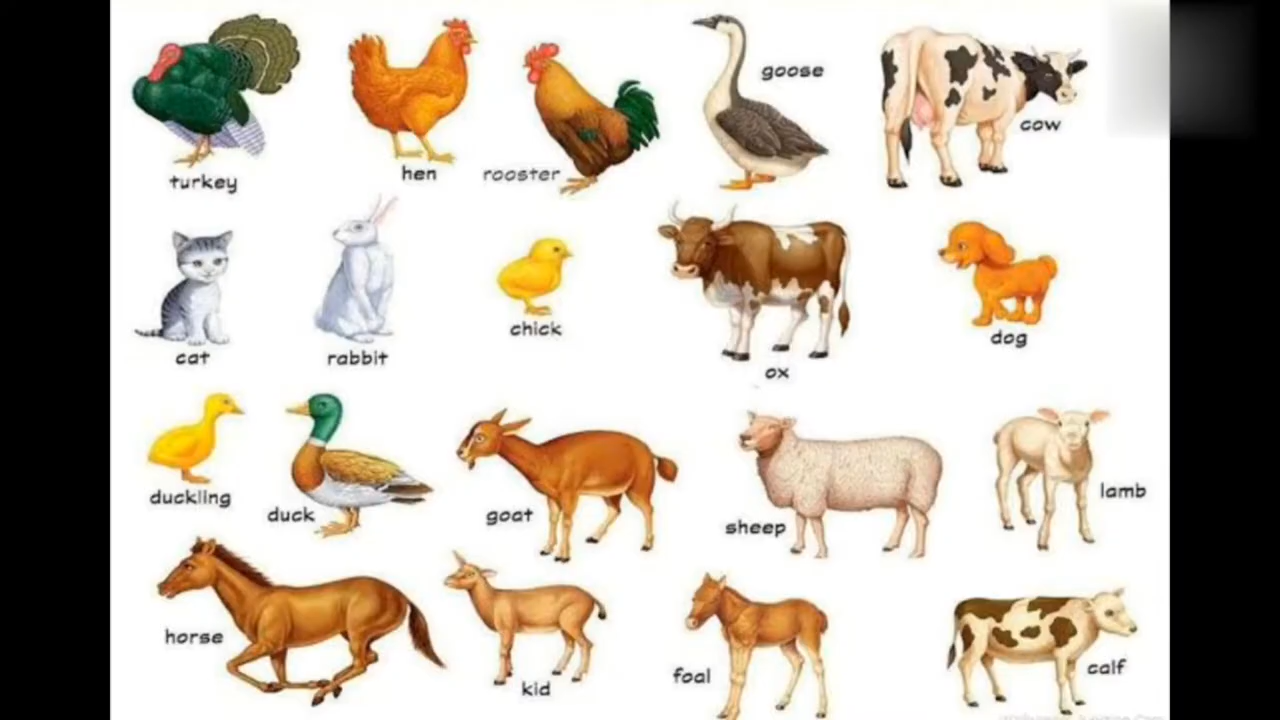 turkey
hen
rooster
goose
cow
cat
rabbit
chick
ox
dog
duckling
duck
goat
sheep
lamb
horse
kid
foal
calf